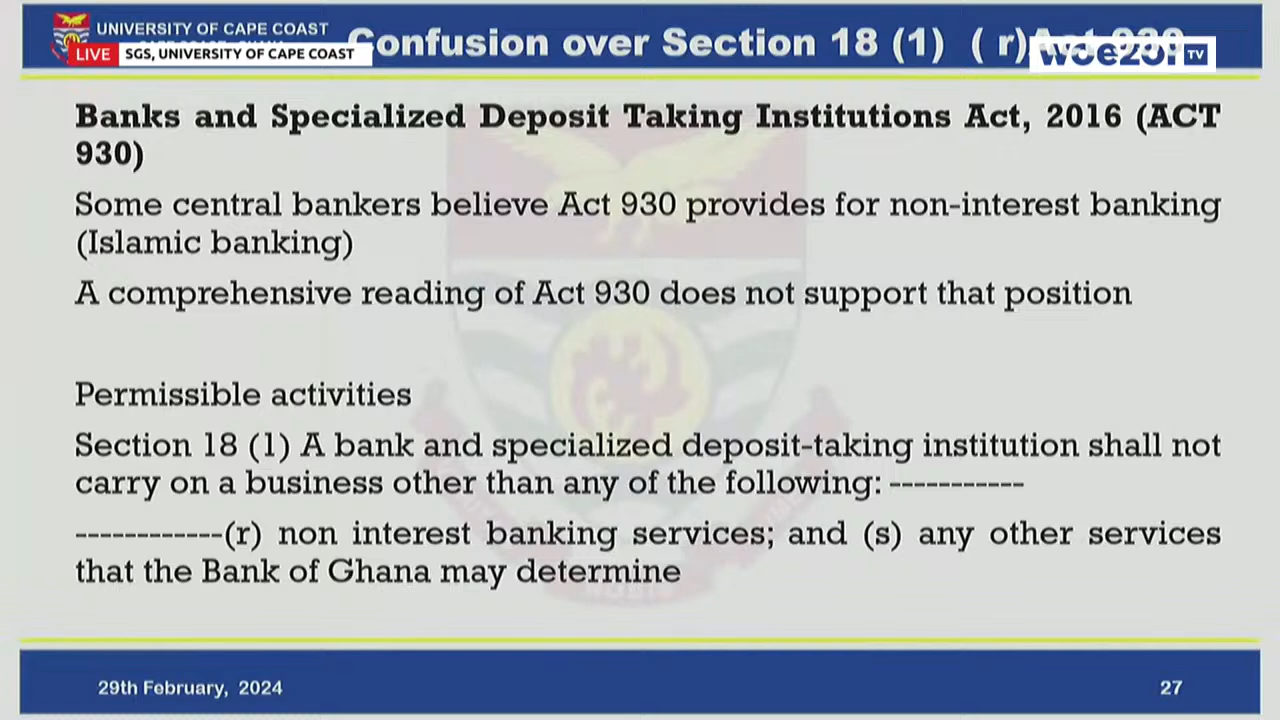 UNIVERSITY OF CAPE COAST
LIVE SGS, UNIVERSITY OF CAPE COAST
Confusion over Section 18 (1) ( r) Act 930
woezor TV
Banks and Specialized Deposit Taking Institutions Act, 2016 (ACT
930)
Some central bankers believe Act 930 provides for non-interest banking
(Islamic banking)
A comprehensive reading of Act 930 does not support that position
Permissible activities
Section 18 (1) A bank and specialized deposit-taking institution shall not
carry on a business other than any of the following: -----------
------------(r) non interest banking services; and (s) any other services
that the Bank of Ghana may determine
29th February, 2024
27